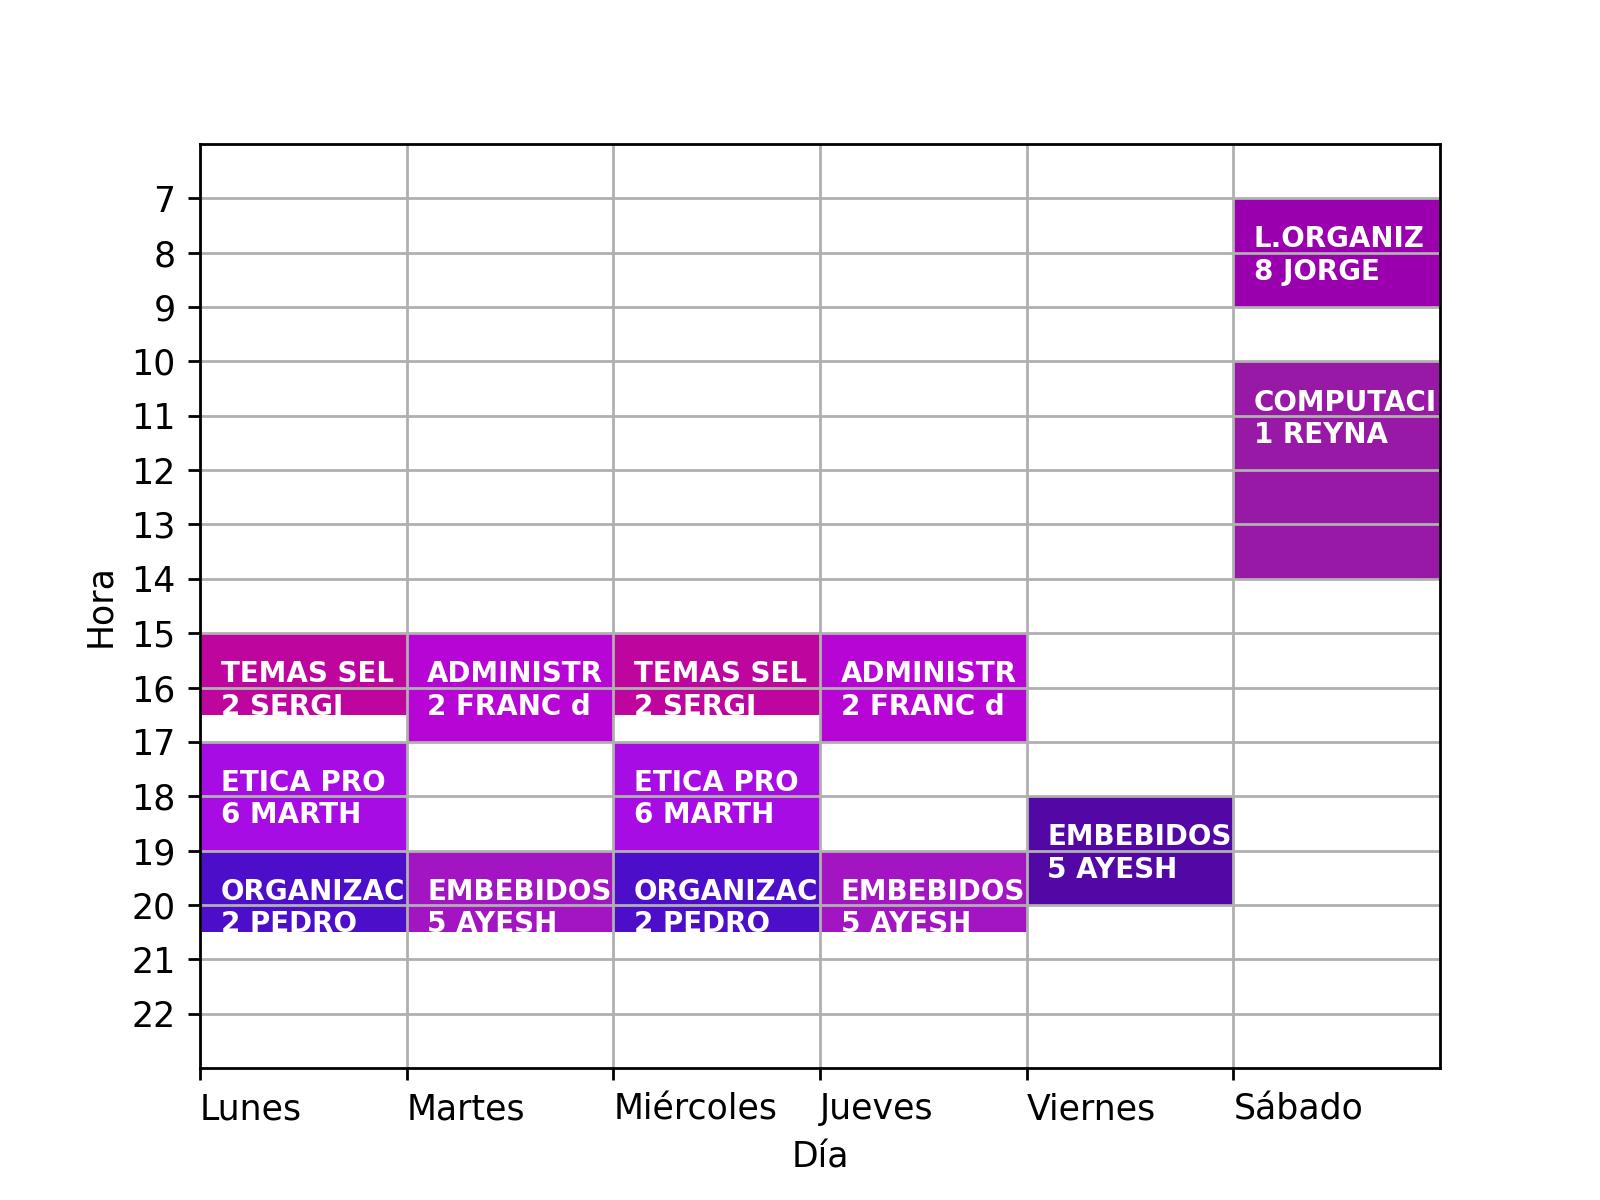 7
L.ORGANIZ
8
8 JORGE
9
10
COMPUTACI
11
1 REYNA
12
13
14
Hora
15
TEMAS SEL ADMINISTR TEMAS SEL ADMINISTR
16
2 SERGI 2 FRANC d 2 SERGI 2 FRANC d
17
ETICA PRO ETICA PRO
18
6 MARTH 6 MARTH
EMBEBIDOS
19
5 AYESH
ORGANIZAC EMBEBIDOS ORGANIZAC EMBEBIDOS
20
2 PEDRO 5 AYESH 2 PEDRO 5 AYESH
21
22
Lunes Martes Miércoles Jueves Viernes Sábado
Día